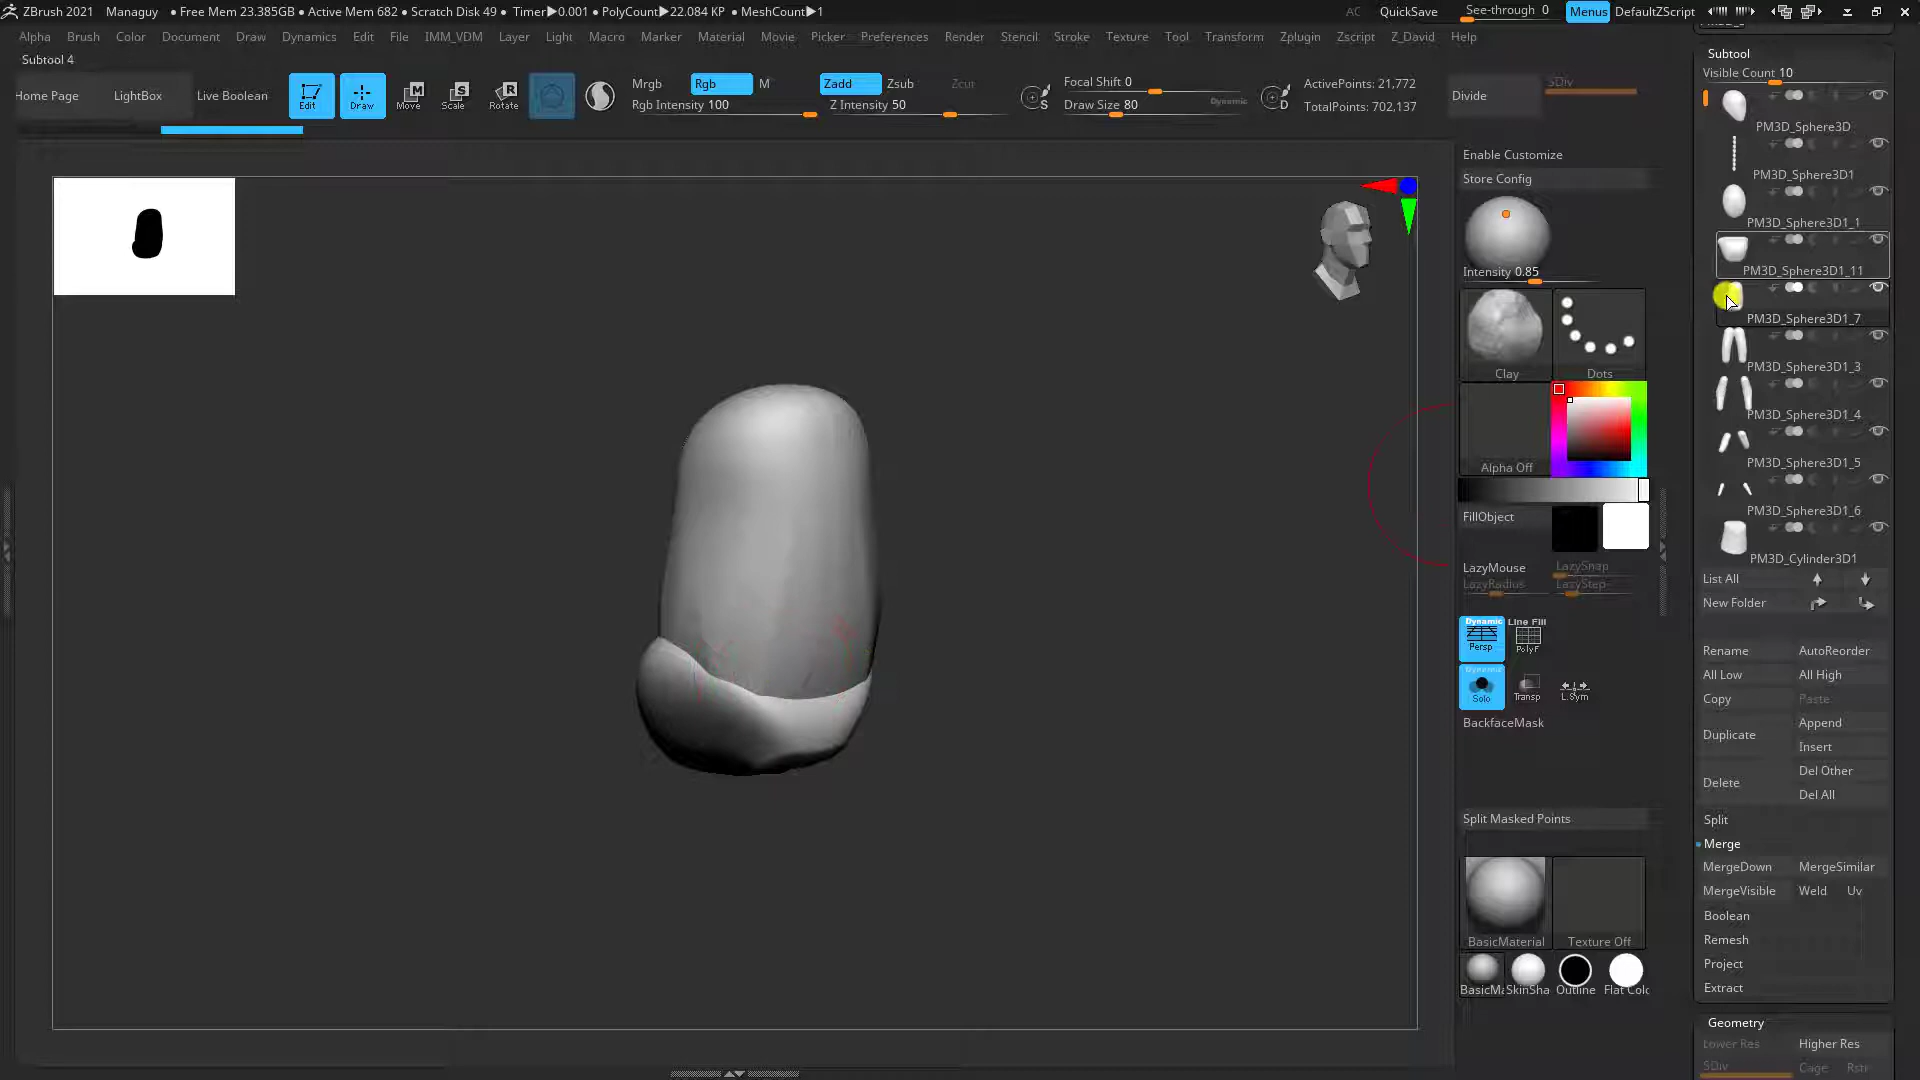 ZBrush 2021 Managuy • Free Mem 23.385GB • Active Mem 682 • Scratch Disk 49 • Timer▶0.001 • PolyCount▶22.084 KP • MeshCount▶1 AC QuickSave See-through 0 Menus DefaultZScript
Alpha Brush Color Document Draw Dynamics Edit File IMM_VDM Layer Light Macro Marker Material Movie Picker Preferences Render Stencil Stroke Texture Tool Transform Zplugin Zscript Z_David Help
Subtool 4
Home Page LightBox Live Boolean
Edit Draw Move Scale Rotate
M S R
Mrgb Rgb M
Rgb Intensity 100
Zadd Zsub Zcut
Z Intensity 50
S
Focal Shift 0
Draw Size 80 Dynamic
D
ActivePoints: 21,772
TotalPoints: 702,137
Divide
SDiv
Enable Customize
Store Config
Intensity 0.85
Clay Dots
Alpha Off
FillObject
LazyMouse LazySnap
LazyRadius LazyStep
Dynamic Line Fill
Persp PolyF
Dynamic
Solo Transp L.Sym
BackfaceMask
Split Masked Points
BasicMaterial Texture Off
BasicMa SkinSha Outline Flat Colo
Subtool
Visible Count 10
PM3D_Sphere3D
PM3D_Sphere3D1
PM3D_Sphere3D1_1
PM3D_Sphere3D1_11
PM3D_Sphere3D1_7
PM3D_Sphere3D1_3
PM3D_Sphere3D1_4
PM3D_Sphere3D1_5
PM3D_Sphere3D1_6
PM3D_Cylinder3D1
List All
New Folder
Rename AutoReorder
All Low All High
Copy Paste
Duplicate Append
Insert
Delete Del Other
Del All
Split
Merge
MergeDown MergeSimilar
MergeVisible Weld Uv
Boolean
Remesh
Project
Extract
Geometry
Lower Res Higher Res
SDiv Cage Rstr